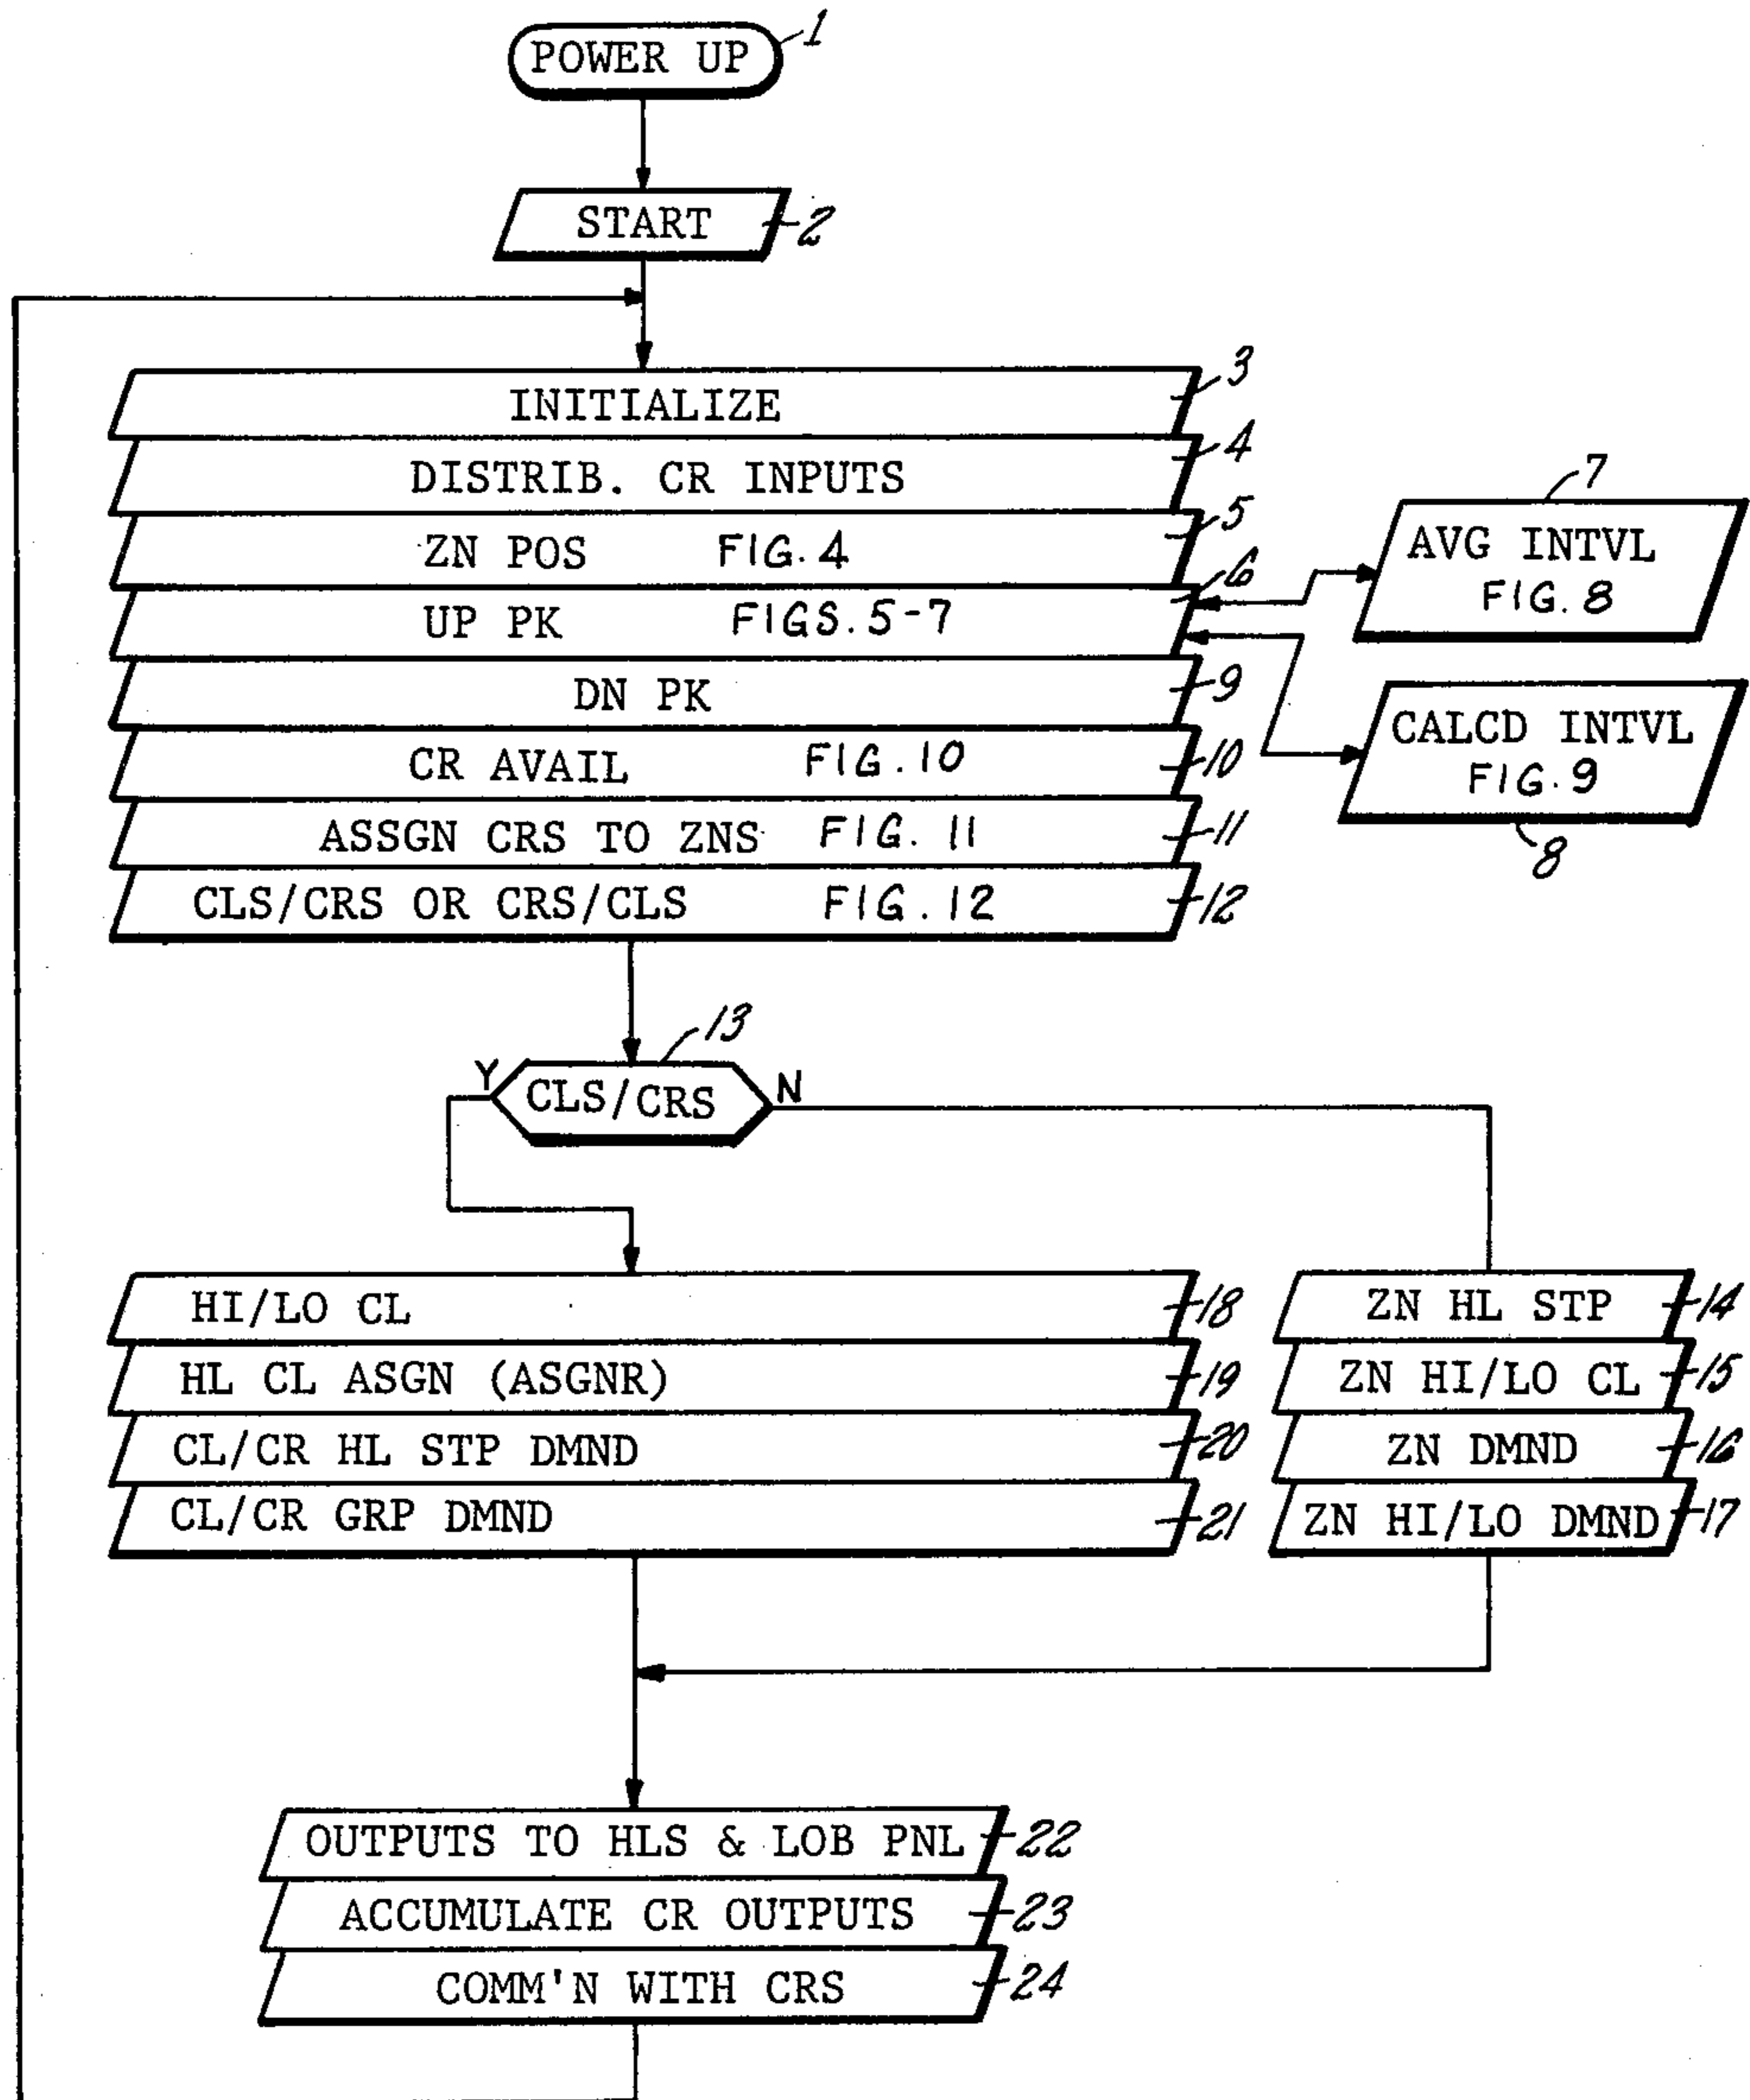 POWER UP 1
START 2
INITIALIZE 3
DISTRIB. CR INPUTS 4
ZN POS FIG. 4 5
UP PK FIGS. 5-7 6
7
AVG INTVL
FIG. 8
DN PK 9
CALCD INTVL
FIG. 9
8
CR AVAIL FIG. 10 10
ASSGN CRS TO ZNS FIG. 11 11
CLS/CRS OR CRS/CLS FIG. 12 12
13
Y CLS/CRS N
HI/LO CL 18
HL CL ASGN (ASGNR) 19
CL/CR HL STP DMND 20
CL/CR GRP DMND 21
ZN HL STP 14
ZN HI/LO CL 15
ZN DMND 16
ZN HI/LO DMND 17
OUTPUTS TO HLS & LOB PNL 22
ACCUMULATE CR OUTPUTS 23
COMM'N WITH CRS 24